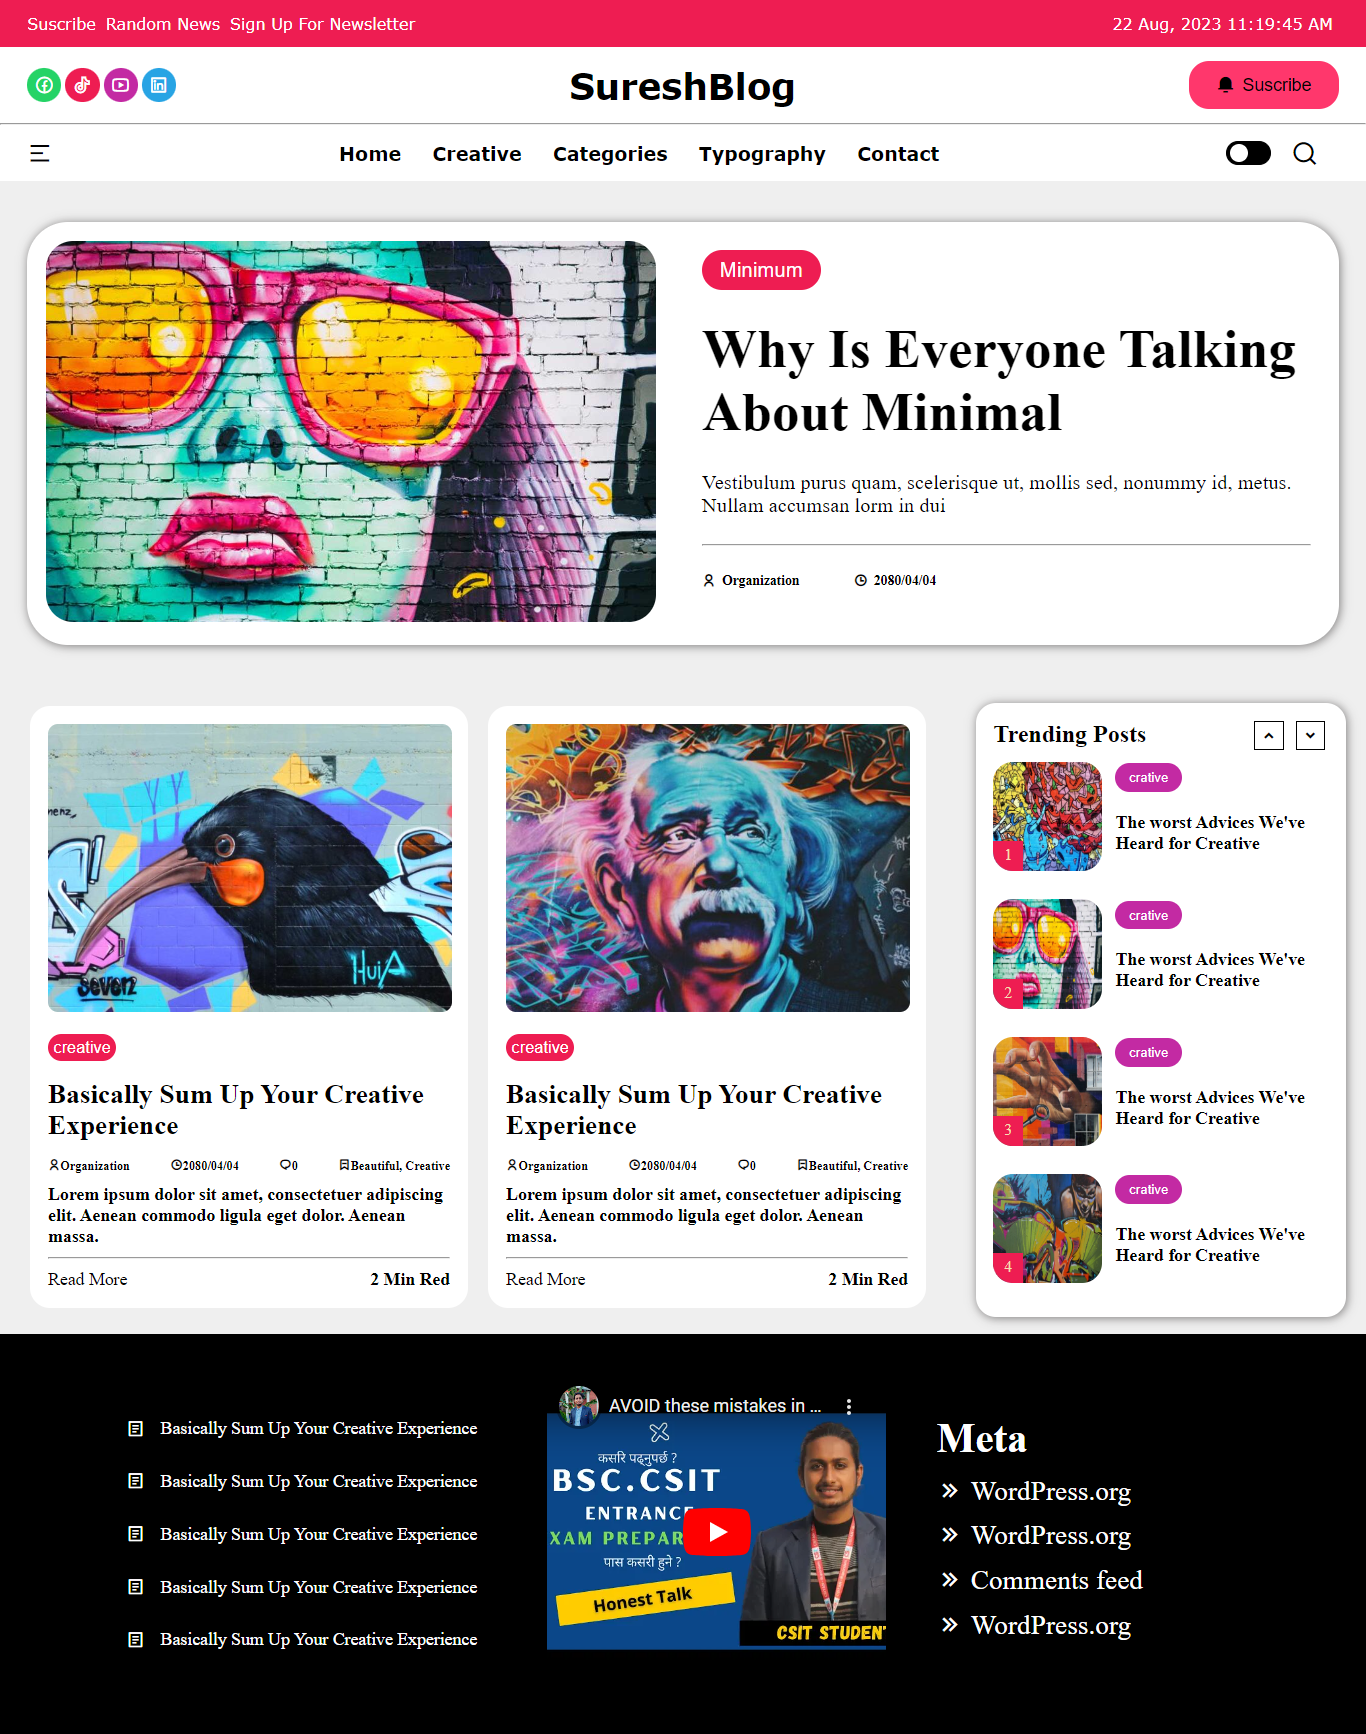 Suscribe Random News Sign Up For Newsletter
22 Aug, 2023 11:19:45 AM
SureshBlog
Suscribe
Home Creative Categories Typography Contact
Minimum
Why Is Everyone Talking
About Minimal
Vestibulum purus quam, scelerisque ut, mollis sed, nonummy id, metus.
Nullam accumsan lorm in dui
Organization 2080/04/04
HuiA
seven2
creative
Basically Sum Up Your Creative
Experience
Organization 2080/04/04 0 Beautiful, Creative
Lorem ipsum dolor sit amet, consectetuer adipiscing
elit. Aenean commodo ligula eget dolor. Aenean
massa.
Read More 2 Min Red
creative
Basically Sum Up Your Creative
Experience
Organization 2080/04/04 0 Beautiful, Creative
Lorem ipsum dolor sit amet, consectetuer adipiscing
elit. Aenean commodo ligula eget dolor. Aenean
massa.
Read More 2 Min Red
Trending Posts
1
crative
The worst Advices We've
Heard for Creative
2
crative
The worst Advices We've
Heard for Creative
3
crative
The worst Advices We've
Heard for Creative
4
crative
The worst Advices We've
Heard for Creative
Basically Sum Up Your Creative Experience
Basically Sum Up Your Creative Experience
Basically Sum Up Your Creative Experience
Basically Sum Up Your Creative Experience
Basically Sum Up Your Creative Experience
AVOID these mistakes in ...
कसरि पढ्नुपर्छ ?
BSC.CSIT
ENTRANCE
XAM PREPAR
पास कसरी हुने ?
Honest Talk
CSIT STUDENT
Meta
WordPress.org
WordPress.org
Comments feed
WordPress.org